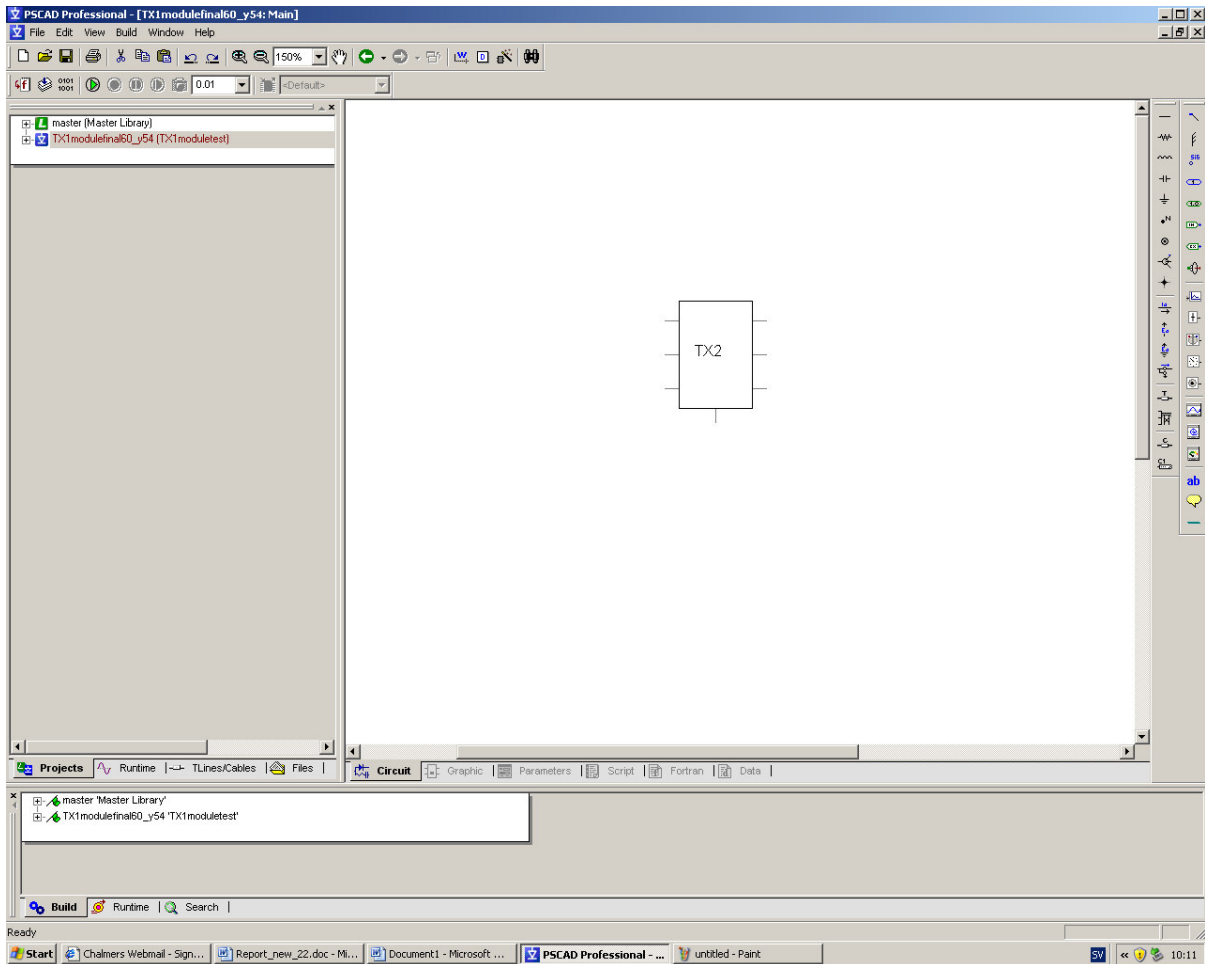 PSCAD Professional - [TX1modulefinal60_y54: Main]
File Edit View Build Window Help
150%
0.01 <Default>
master (Master Library)
TX1modulefinal60_y54 (TX1moduletest)
TX2
Projects Runtime TLines/Cables Files
Circuit Graphic Parameters Script Fortran Data
master 'Master Library'
TX1modulefinal60_y54 'TX1moduletest'
Build Runtime Search
Ready
Start Chalmers Webmail - Sign... Report_new_22.doc - Mi... Document1 - Microsoft ... PSCAD Professional - ... untitled - Paint SV « 10:11